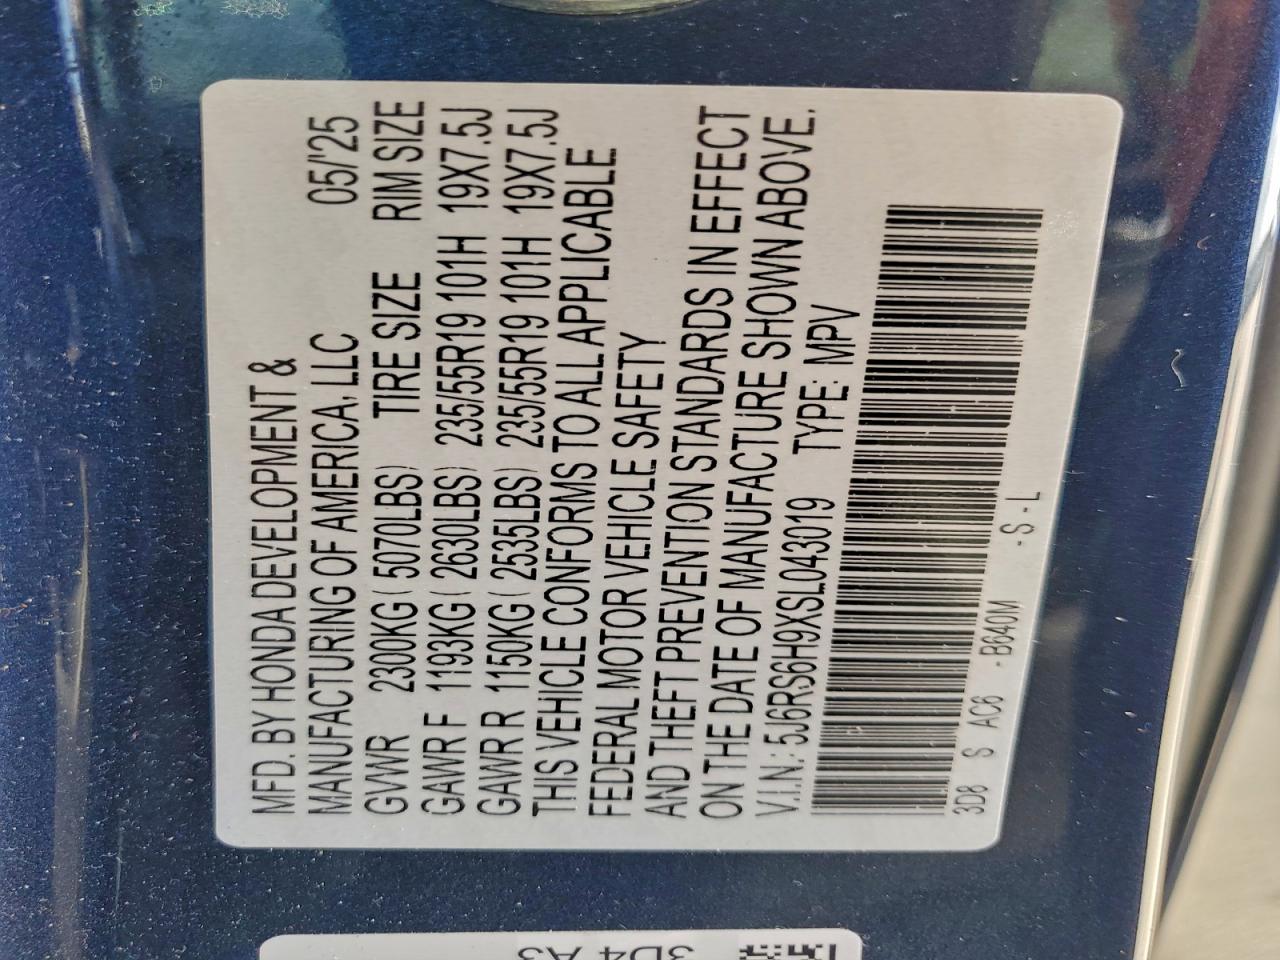 MFD. BY HONDA DEVELOPMENT &
MANUFACTURING OF AMERICA, LLC 05/'25
GVWR 2300KG ( 5070LBS) TIRE SIZE RIM SIZE
GAWR F 1193KG ( 2630LBS) 235/55R19 101H 19X7.5J
GAWR R 1150KG ( 2535LBS) 235/55R19 101H 19X7.5J
THIS VEHICLE CONFORMS TO ALL APPLICABLE
FEDERAL MOTOR VEHICLE SAFETY
AND THEFT PREVENTION STANDARDS IN EFFECT
ON THE DATE OF MANUFACTURE SHOWN ABOVE.
V.I.N.: 5J6RS6H9XSL043019 TYPE: MPV
3D8 S AC6 - B640M - S - L
3D4 A3